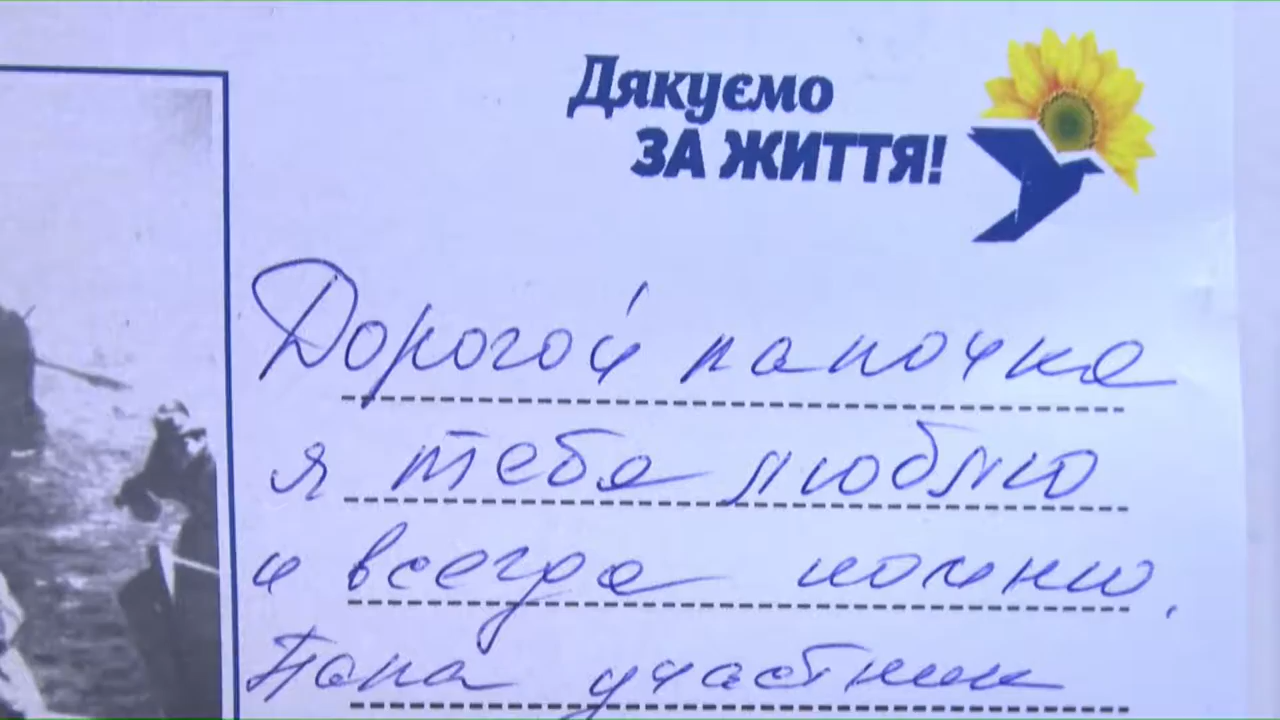 Дякуємо
ЗА ЖИТТЯ!
Дорогой папочка
я тебя люблю
и всегда помню.
Папа участник